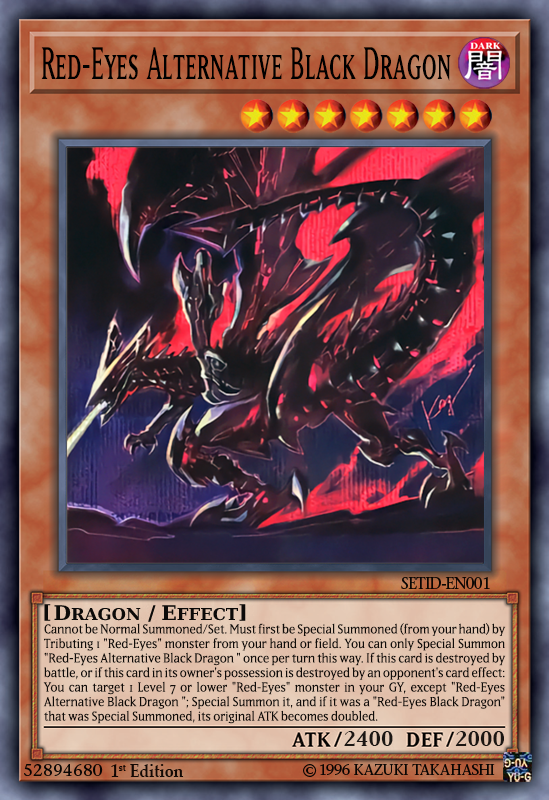 Red-Eyes Alternative Black Dragon
DARK
闇
SETID-EN001
[Dragon / Effect]
Cannot be Normal Summoned/Set. Must first be Special Summoned (from your hand) by
Tributing 1 "Red-Eyes" monster from your hand or field. You can only Special Summon
"Red-Eyes Alternative Black Dragon " once per turn this way. If this card is destroyed by
battle, or if this card in its owner's possession is destroyed by an opponent's card effect:
You can target 1 Level 7 or lower "Red-Eyes" monster in your GY, except "Red-Eyes
Alternative Black Dragon "; Special Summon it, and if it was a "Red-Eyes Black Dragon"
that was Special Summoned, its original ATK becomes doubled.
ATK/2400 DEF/2000
52894680 1st Edition
© 1996 KAZUKI TAKAHASHI
YU-G